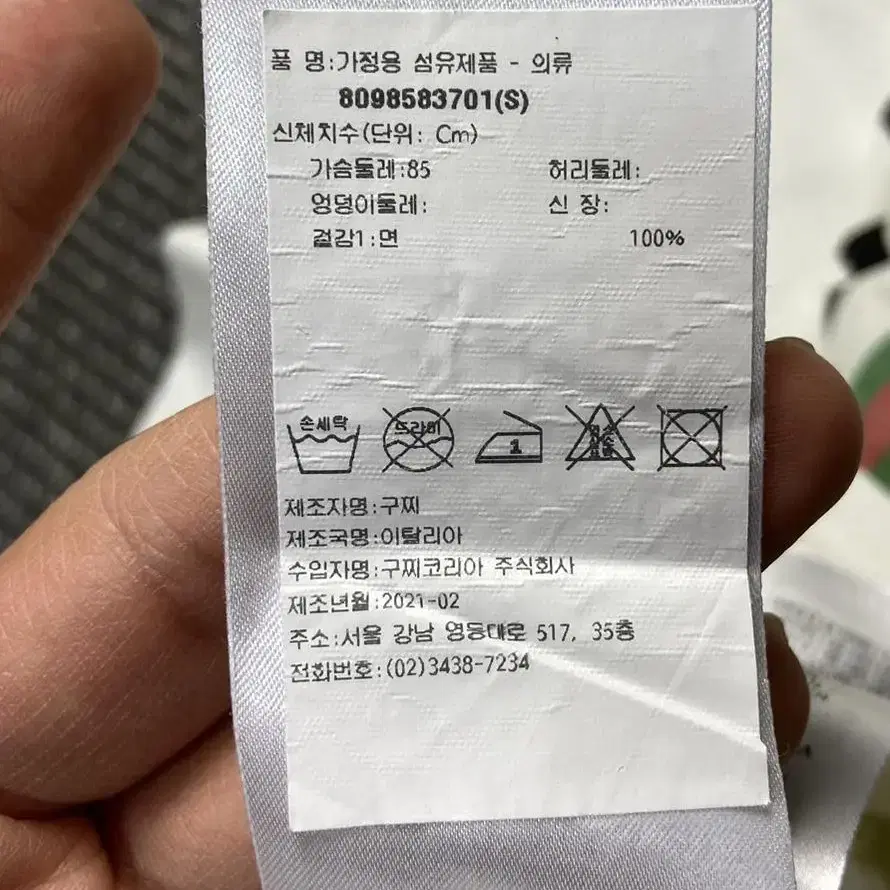 품 명:가정용 섬유제품 - 의류
8098583701(S)
신체치수(단위: Cm)
가슴둘레:85 허리둘레:
엉덩이둘레: 신 장:
겉감1:면 100%
손세탁 드라이 1
제조자명:구찌
제조국명:이탈리아
수입자명:구찌코리아 주식회사
제조년월:2021-02
주소:서울 강남 영동대로 517, 35층
전화번호:(02)3438-7234